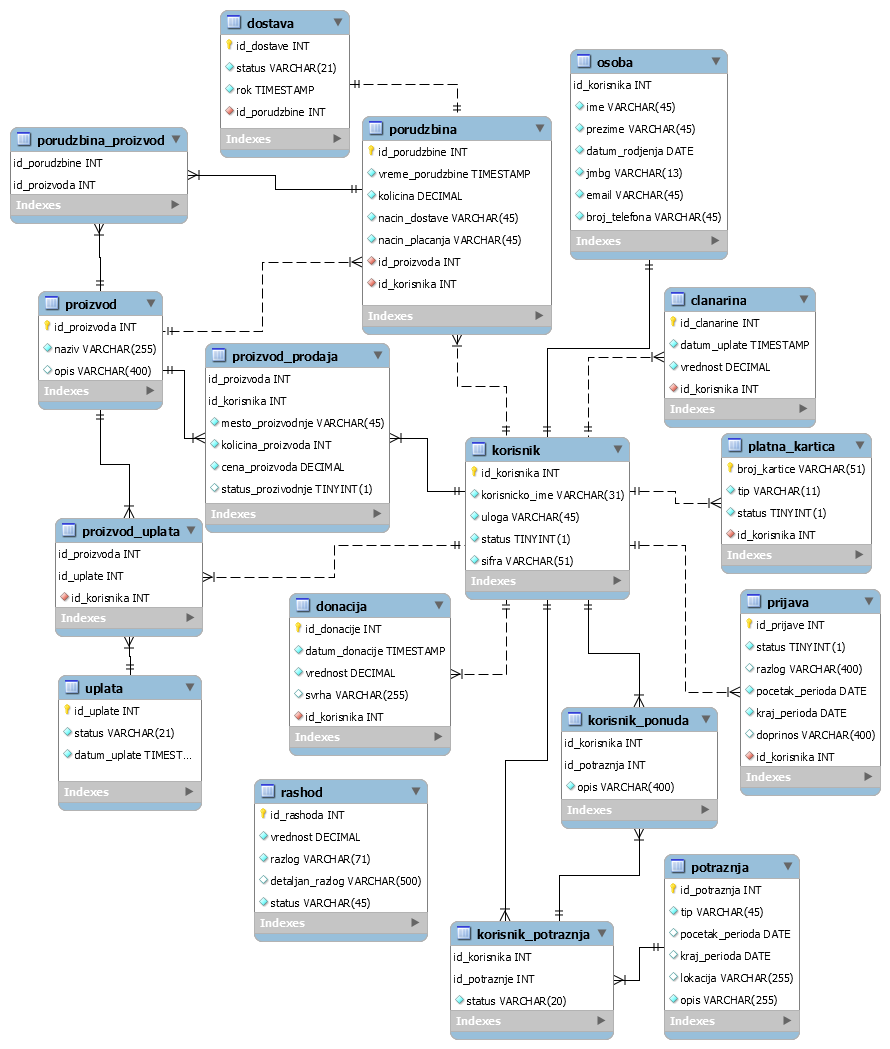 dostava
id_dostave INT
status VARCHAR(21)
rok TIMESTAMP
id_porudzbine INT
Indexes
osoba
id_korisnika INT
ime VARCHAR(45)
prezime VARCHAR(45)
datum_rodjenja DATE
jmbg VARCHAR(13)
email VARCHAR(45)
broj_telefona VARCHAR(45)
Indexes
porudzbina
id_porudzbine INT
vreme_porudzbine TIMESTAMP
kolicina DECIMAL
nacin_dostave VARCHAR(45)
nacin_placanja VARCHAR(45)
id_proizvoda INT
id_korisnika INT
Indexes
porudzbina_proizvod
id_porudzbine INT
id_proizvoda INT
Indexes
proizvod
id_proizvoda INT
naziv VARCHAR(255)
opis VARCHAR(400)
Indexes
clanarina
id_clanarine INT
datum_uplate TIMESTAMP
vrednost DECIMAL
id_korisnika INT
Indexes
proizvod_prodaja
id_proizvoda INT
id_korisnika INT
mesto_proizvodnje VARCHAR(45)
kolicina_proizvoda INT
cena_proizvoda DECIMAL
status_prozivodnje TINYINT(1)
Indexes
korisnik
id_korisnika INT
korisnicko_ime VARCHAR(31)
uloga VARCHAR(45)
status TINYINT(1)
sifra VARCHAR(51)
Indexes
platna_kartica
broj_kartice VARCHAR(51)
tip VARCHAR(11)
status TINYINT(1)
id_korisnika INT
Indexes
proizvod_uplata
id_proizvoda INT
id_uplate INT
id_korisnika INT
Indexes
donacija
id_donacije INT
datum_donacije TIMESTAMP
vrednost DECIMAL
svrha VARCHAR(255)
id_korisnika INT
Indexes
prijava
id_prijave INT
status TINYINT(1)
razlog VARCHAR(400)
pocetak_perioda DATE
kraj_perioda DATE
doprinos VARCHAR(400)
id_korisnika INT
Indexes
uplata
id_uplate INT
status VARCHAR(21)
datum_uplate TIMEST...
Indexes
korisnik_ponuda
id_korisnika INT
id_potraznja INT
opis VARCHAR(400)
Indexes
rashod
id_rashoda INT
vrednost DECIMAL
razlog VARCHAR(71)
detaljan_razlog VARCHAR(500)
status VARCHAR(45)
Indexes
potraznja
id_potraznja INT
tip VARCHAR(45)
pocetak_perioda DATE
kraj_perioda DATE
lokacija VARCHAR(255)
opis VARCHAR(255)
Indexes
korisnik_potraznja
id_korisnika INT
id_potraznje INT
status VARCHAR(20)
Indexes